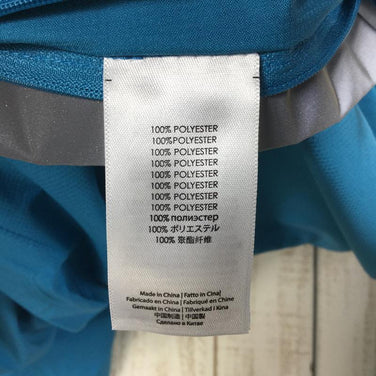 100% POLYESTER
100%POLYESTER
100% POLYESTER
100% POLYESTER
100% POLYESTER
100% POLYESTER
100% POLYESTER
100% POLYESTER
100% полиэстер
100% ポリエステル
100% 聚酯纤维
Made in China | Fatto in Cina|
Fabricado en China | Fabriqué en Chine
Gemaakt in China | Tillverkad i Kina
中国制造 | 中国製
Сделано в Китае